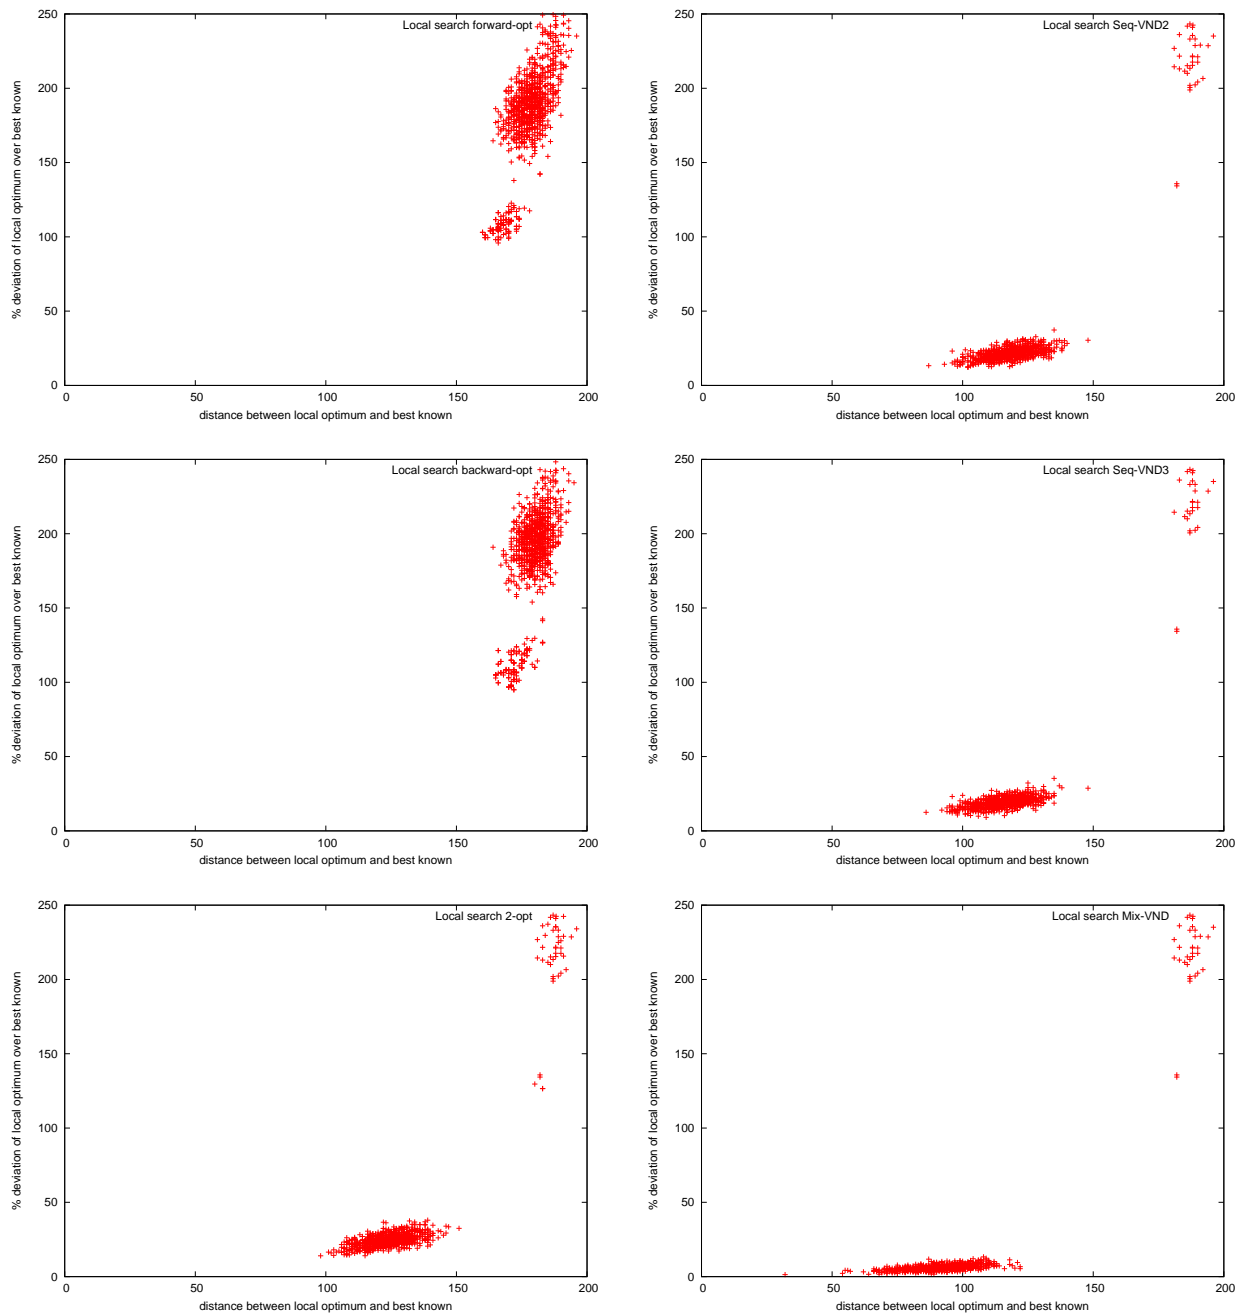 Local search forward-opt
250
200
150
100
50
0
0 50 100 150 200
% deviation of local optimum over best known
distance between local optimum and best known
Local search Seq-VND2
250
200
150
100
50
0
0 50 100 150 200
% deviation of local optimum over best known
distance between local optimum and best known
Local search backward-opt
250
200
150
100
50
0
0 50 100 150 200
% deviation of local optimum over best known
distance between local optimum and best known
Local search Seq-VND3
250
200
150
100
50
0
0 50 100 150 200
% deviation of local optimum over best known
distance between local optimum and best known
Local search 2-opt
250
200
150
100
50
0
0 50 100 150 200
% deviation of local optimum over best known
distance between local optimum and best known
Local search Mix-VND
250
200
150
100
50
0
0 50 100 150 200
% deviation of local optimum over best known
distance between local optimum and best known